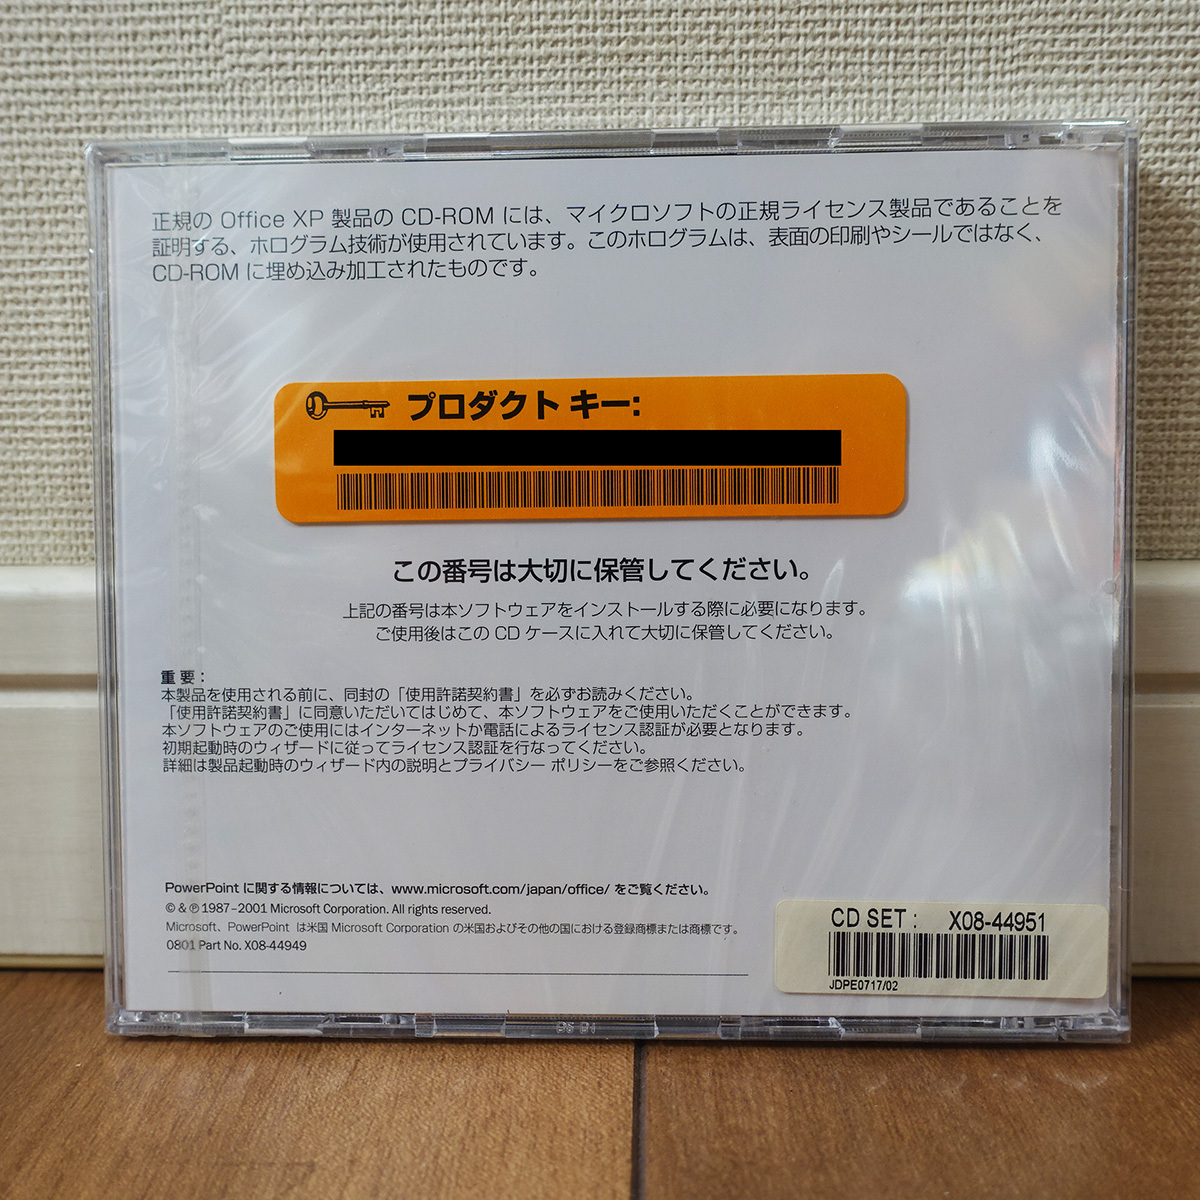 正規の Office XP 製品の CD-ROM には、マイクロソフトの正規ライセンス製品であることを
証明する、ホログラム技術が使用されています。このホログラムは、表面の印刷やシールではなく、
CD-ROM に埋め込み加工されたものです。
プロダクト キー:
この番号は大切に保管してください。
上記の番号は本ソフトウェアをインストールする際に必要になります。
ご使用後はこの CD ケースに入れて大切に保管してください。
重要：
本製品を使用される前に、同封の「使用許諾契約書」を必ずお読みください。
「使用許諾契約書」に同意いただいてはじめて、本ソフトウェアをご使用いただくことができます。
本ソフトウェアのご使用にはインターネットか電話によるライセンス認証が必要となります。
初期起動時のウィザードに従ってライセンス認証を行なってください。
詳細は製品起動時のウィザード内の説明とプライバシー ポリシーをご参照ください。
PowerPoint に関する情報については、www.microsoft.com/japan/office/ をご覧ください。
© & ℗ 1987–2001 Microsoft Corporation. All rights reserved.
Microsoft、PowerPoint は米国 Microsoft Corporation の米国およびその他の国における登録商標または商標です。
0801 Part No. X08-44949
CD SET : X08-44951
JDPE0717/02